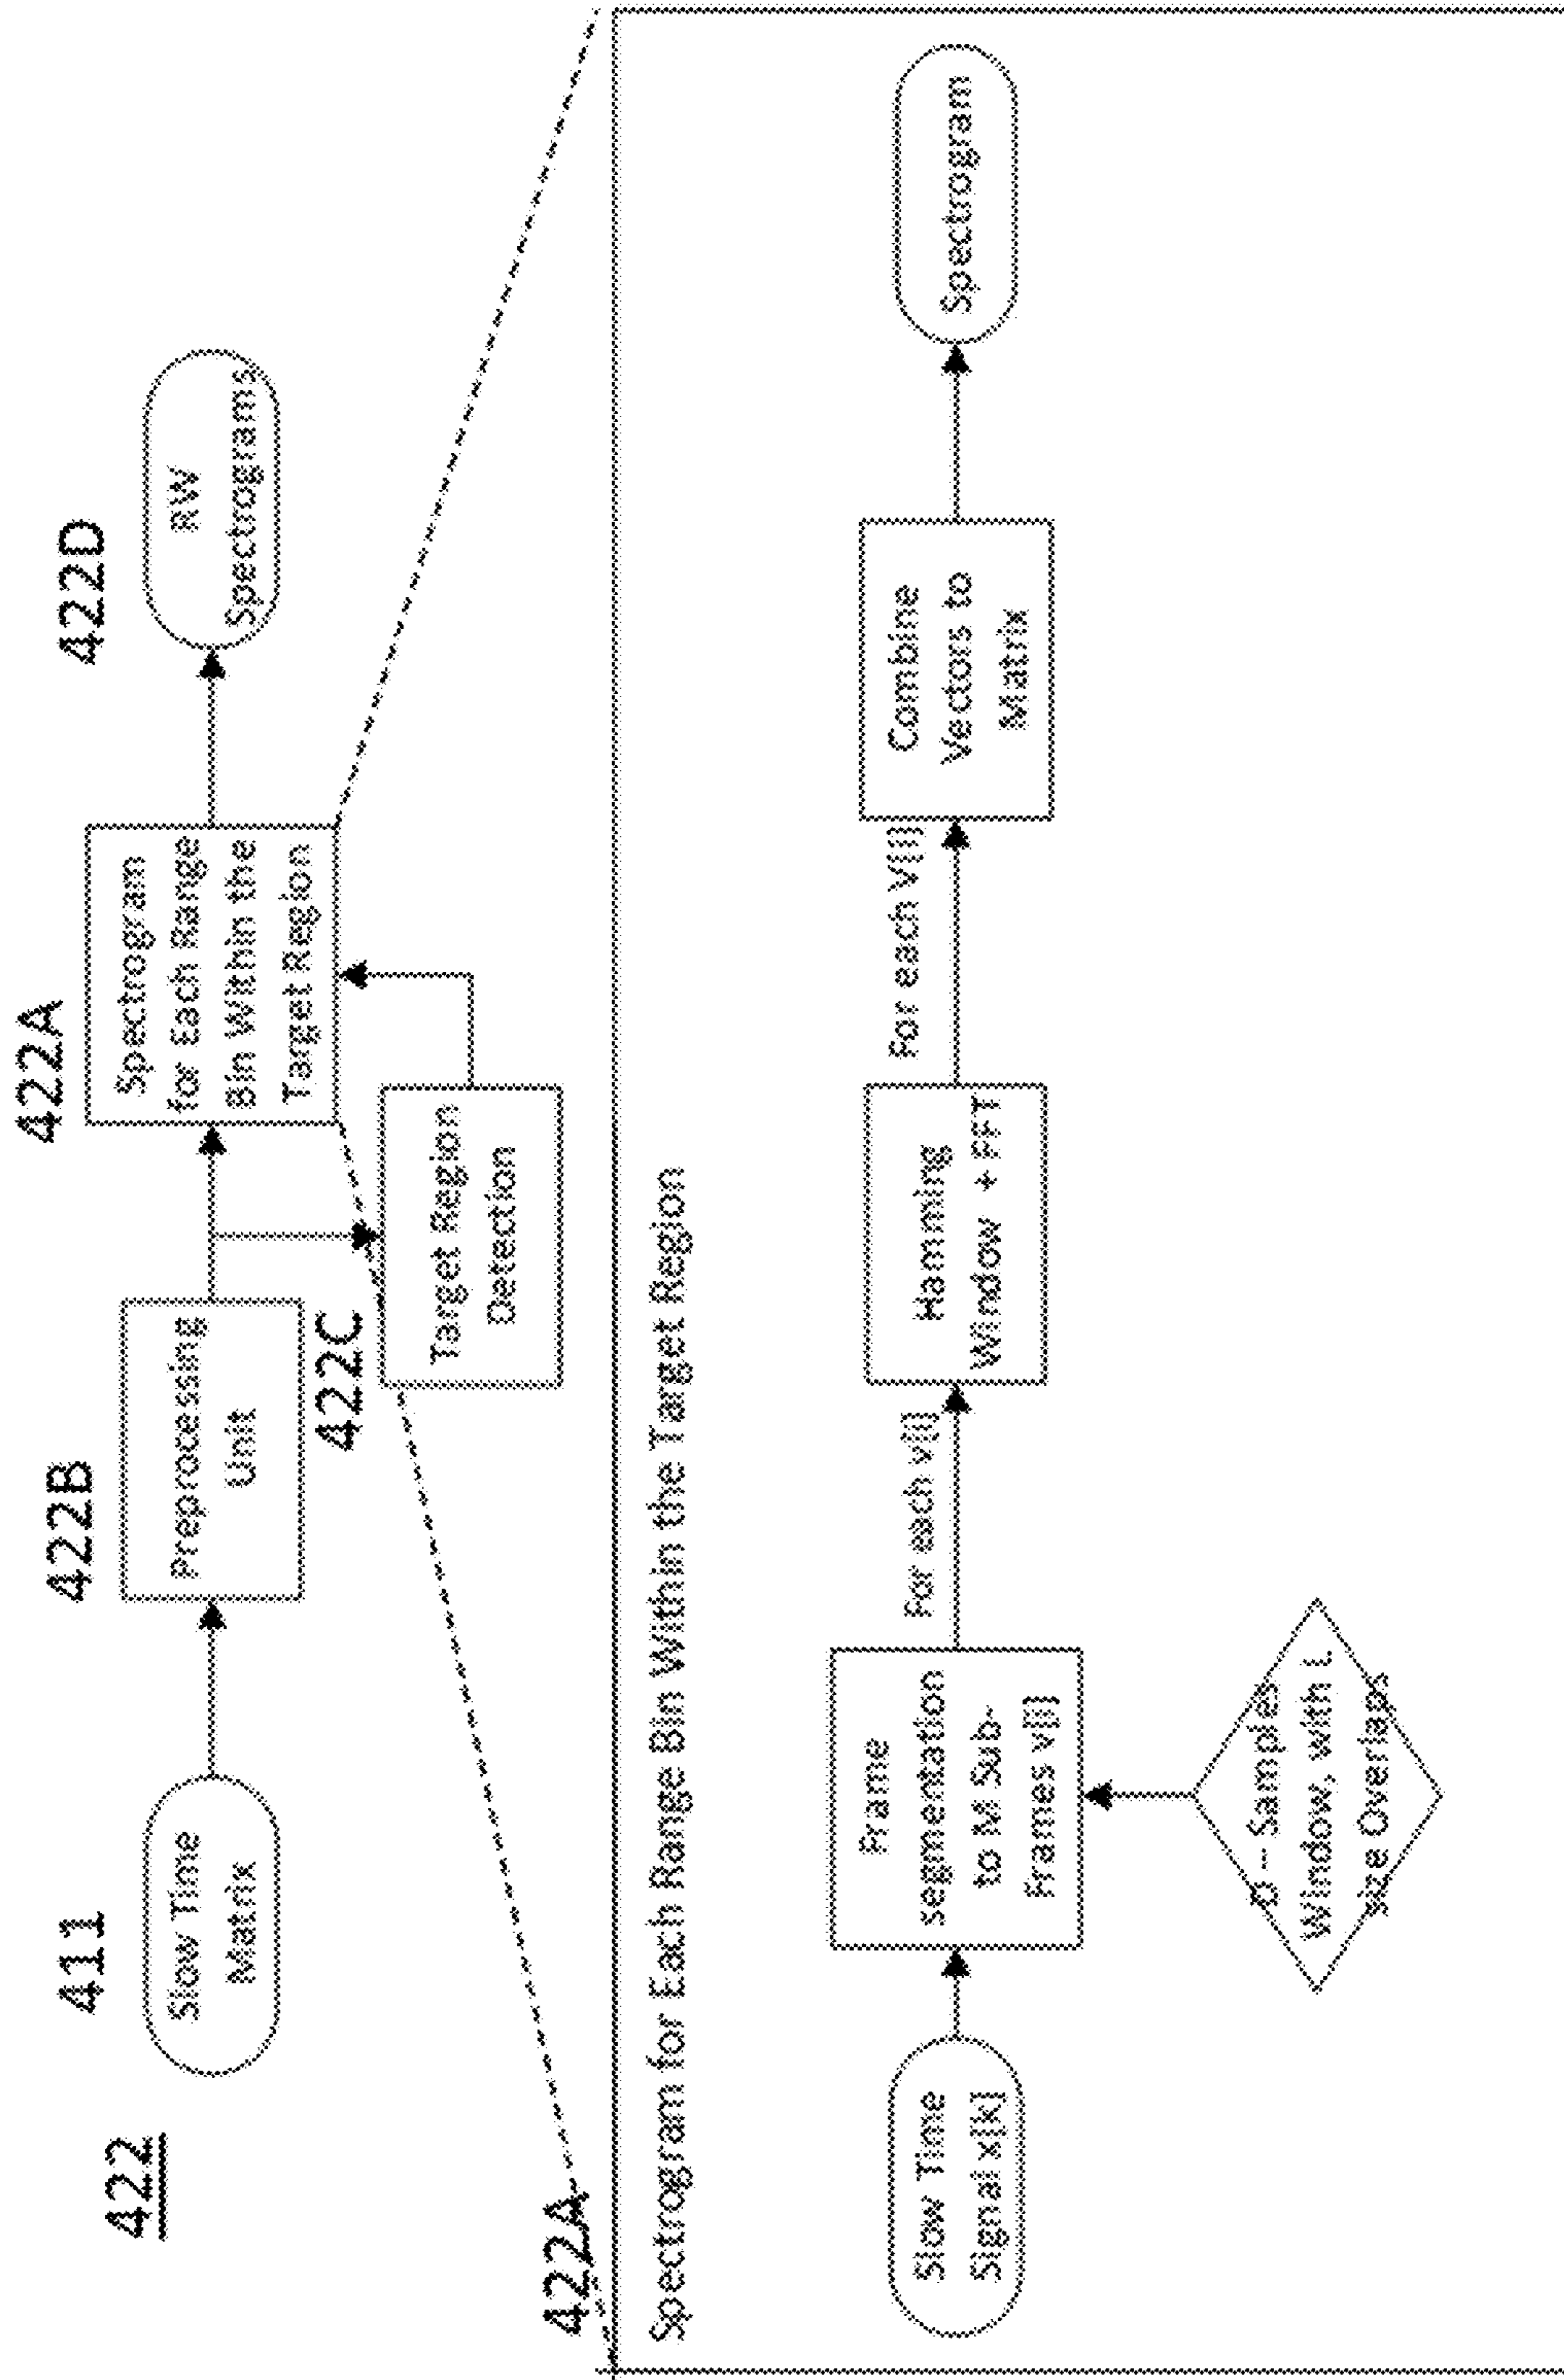 422
411
Slow Time
Matrix
422B
Preprocessing
Unit
422A
Spectrogram
for Each Range
Bin Within the
Target Region
422D
RW
Spectrograms
422C
Target Region
Detection
422A
Spectrogram for Each Range Bin Within the Target Region
Slow Time
Signal x[k]
Frame
segmentation
to M Sub-
Frames v[i]
D – Samples
Window, with L
size Overlaps
For each v[i]
Hamming
Window + FFT
For each V[i]
Combine
Vectors to
Matrix
Spectrogram